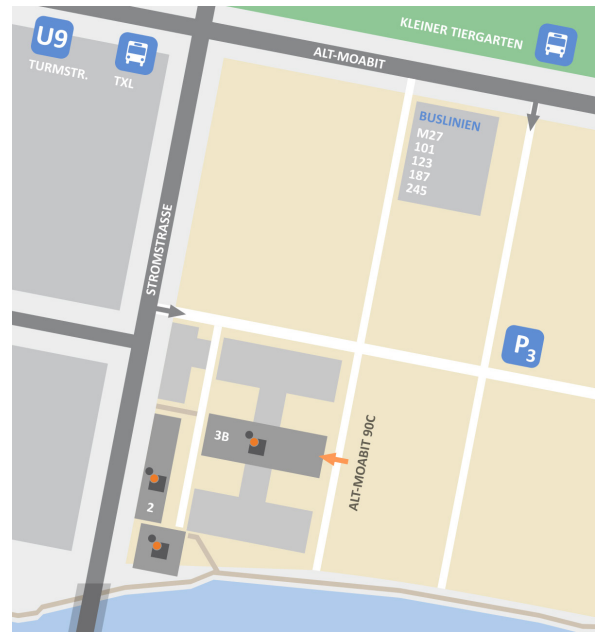 KLEINER TIERGARTEN
U9
TURMSTR.
TXL
ALT-MOABIT
BUSLINIEN
M27
101
123
187
245
STROMSTRASSE
P3
3B
ALT-MOABIT 90C
2